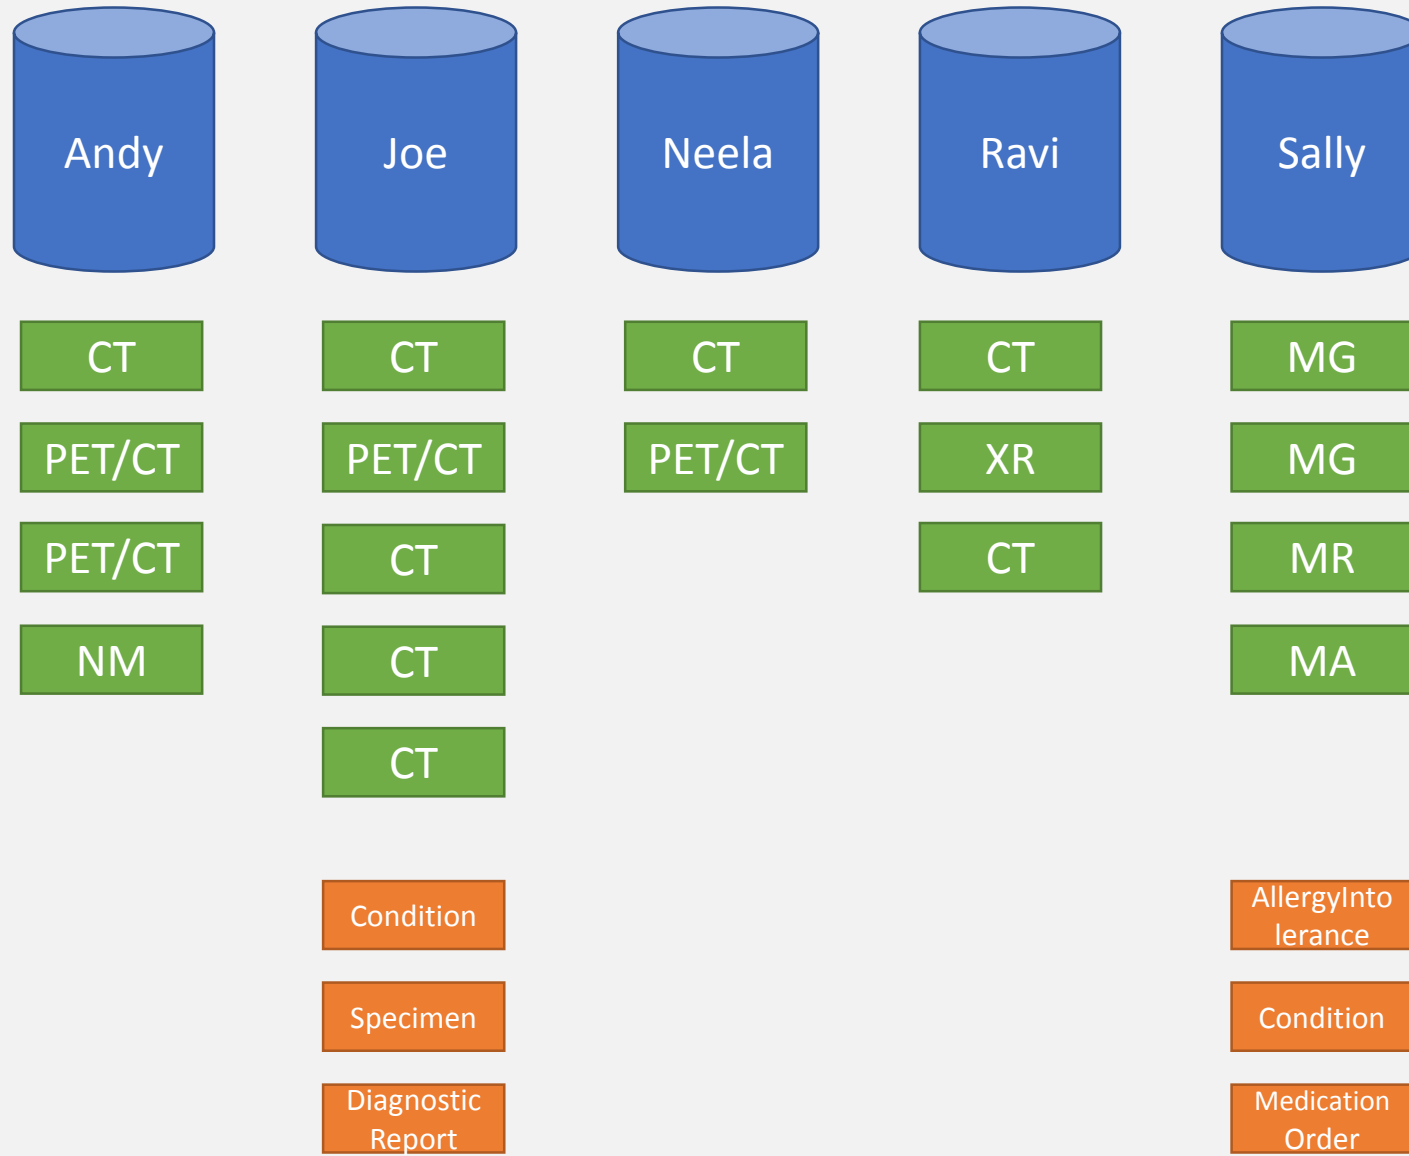 Andy
Joe
Neela
Ravi
Sally
CT
CT
CT
CT
MG
PET/CT
PET/CT
PET/CT
XR
MG
PET/CT
CT
CT
MR
NM
CT
MA
CT
Condition
AllergyInto
lerance
Specimen
Condition
Diagnostic
Report
Medication
Order